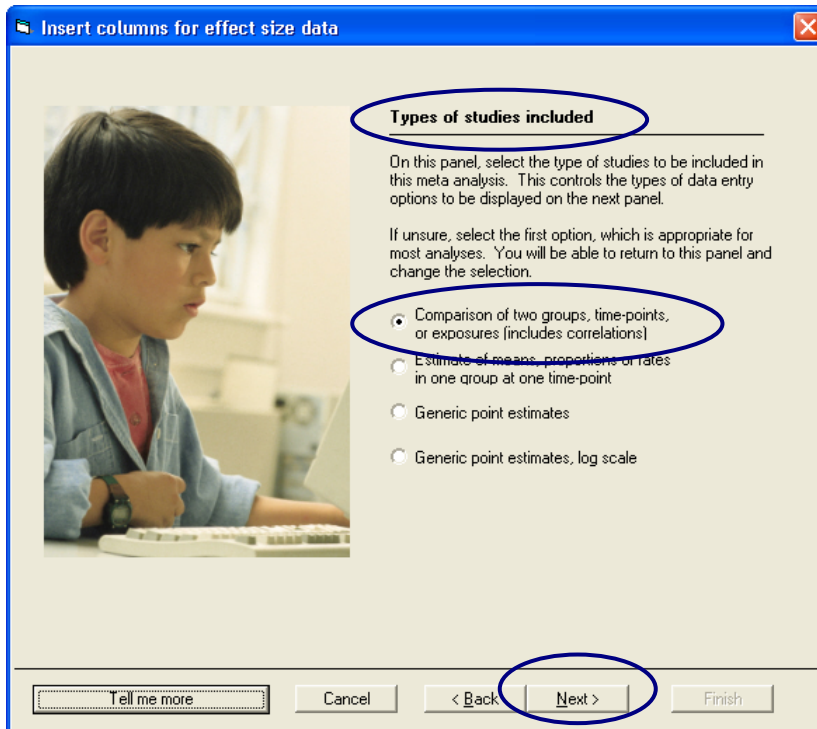 Insert columns for effect size data
Types of studies included
On this panel, select the type of studies to be included in
this meta analysis. This controls the types of data entry
options to be displayed on the next panel.
If unsure, select the first option, which is appropriate for
most analyses. You will be able to return to this panel and
change the selection.
Comparison of two groups, time-points,
or exposures (includes correlations)
Estimate of means, proportions or rates
in one group at one time-point
Generic point estimates
Generic point estimates, log scale
Tell me more
Cancel
< Back
Next >
Finish